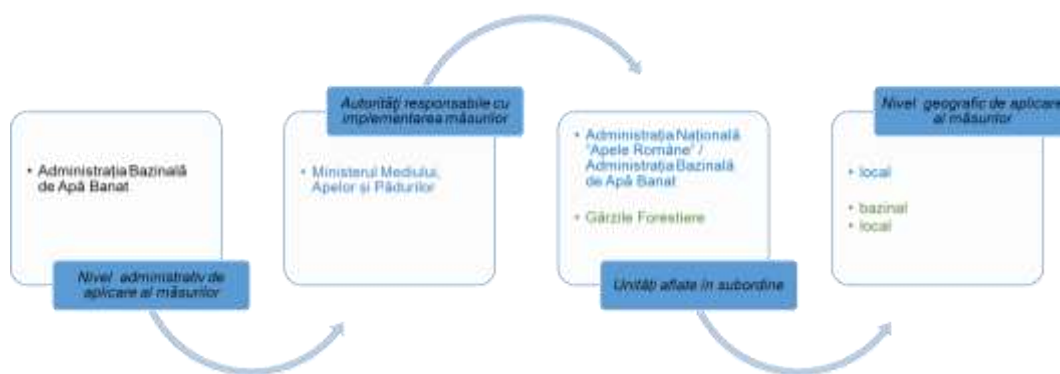 Administrația Bazinală
de Apă Banat
Nivel administrativ de
aplicare al măsurilor
Autorități responsabile cu
implementarea măsurilor
Ministerul Mediului,
Apelor și Pădurilor
Administrația Națională
"Apele Române" /
Administrația Bazinală
de Apă Banat
Gărzile Forestiere
Unități aflate în subordine
Nivel geografic de aplicare
al măsurilor
local
bazinal
local